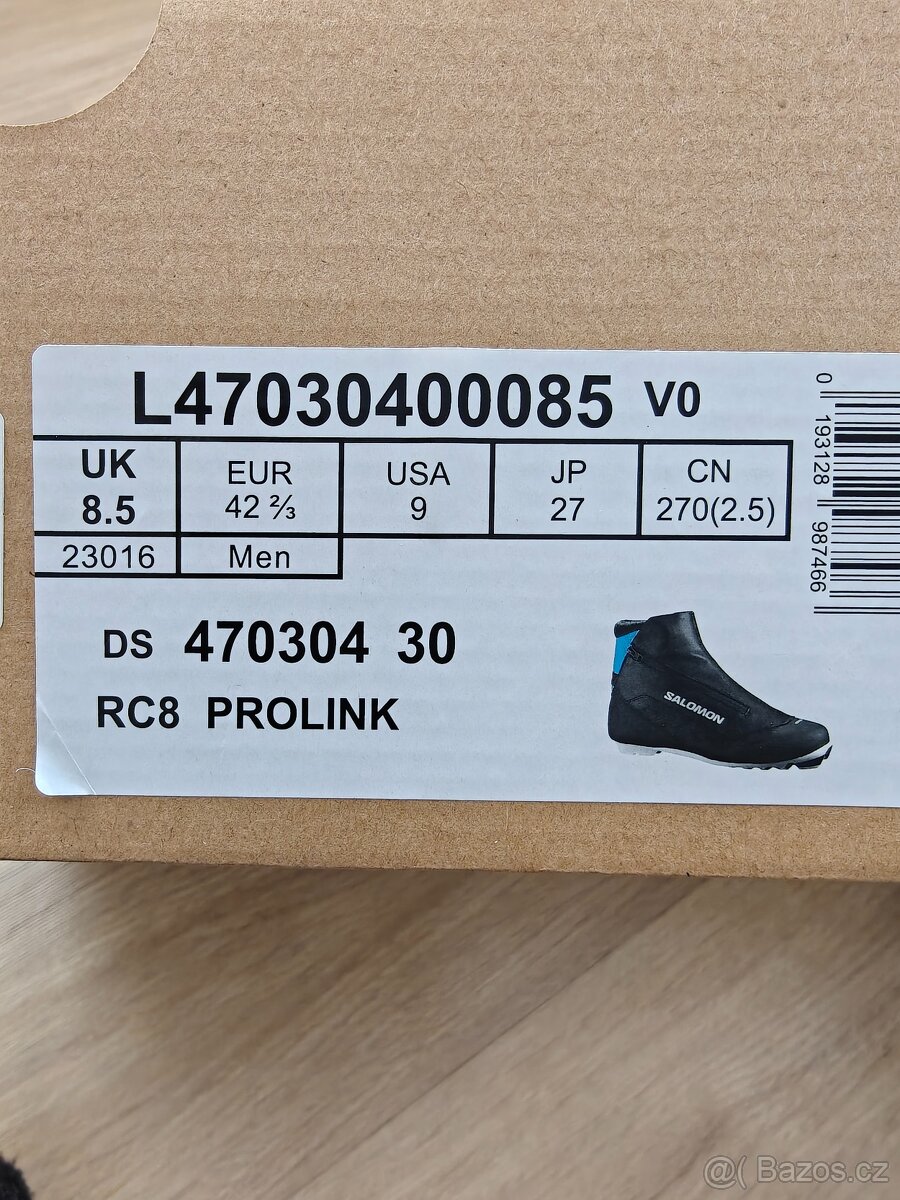 L47030400085 V0
UK EUR USA JP CN
8.5 42 ⅔ 9 27 270(2.5)
23016 Men
DS 470304 30
RC8 PROLINK
SALOMON
0 193128 987466
@( Bazos.cz